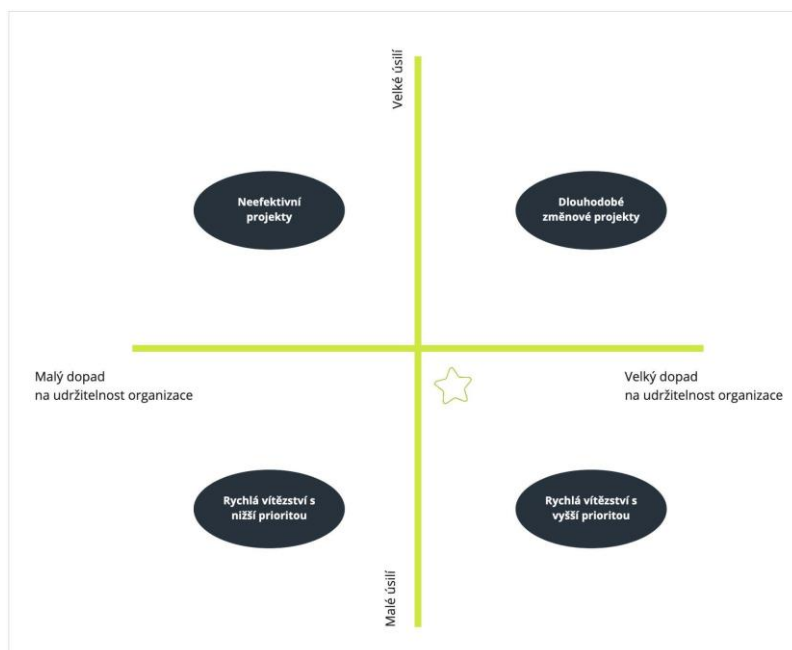 Velké úsilí
Neefektivní
projekty
Dlouhodobé
změnové projekty
Malý dopad
na udržitelnost organizace
Velký dopad
na udržitelnost organizace
Rychlá vítězství s
nižší prioritou
Rychlá vítězství s
vyšší prioritou
Malé úsilí